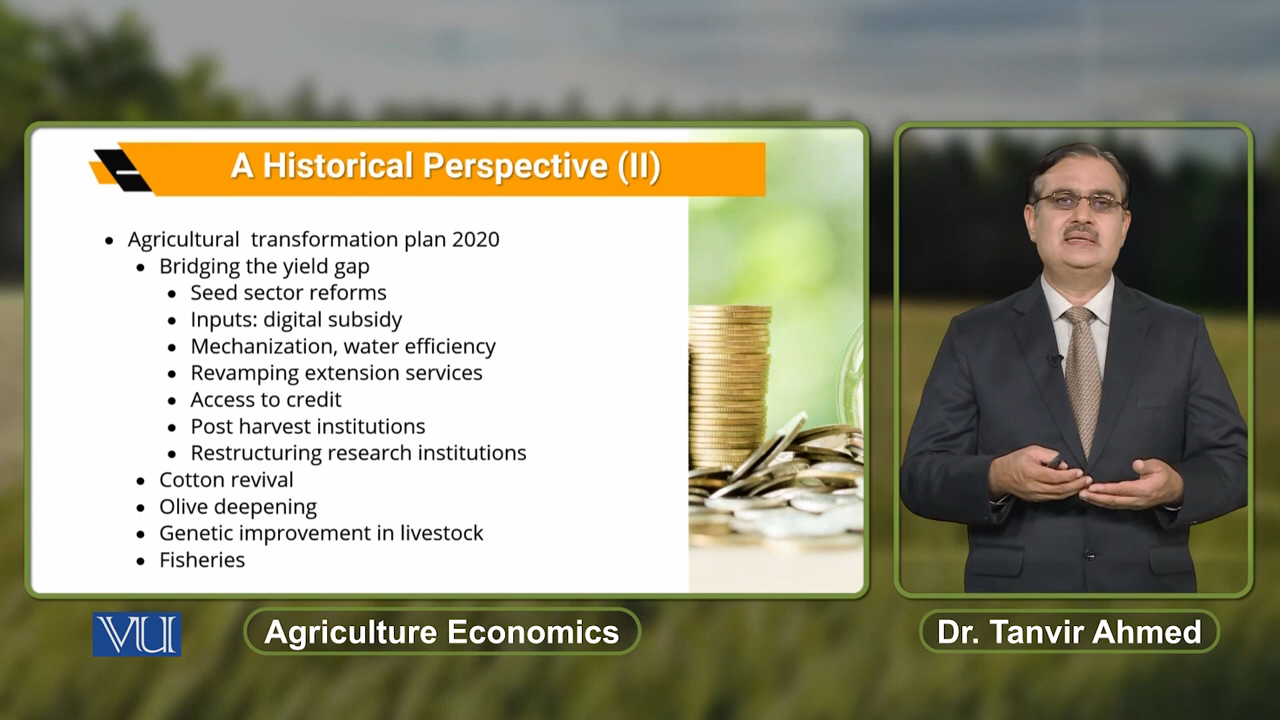 A Historical Perspective (II)
Agricultural transformation plan 2020
Bridging the yield gap
Seed sector reforms
Inputs: digital subsidy
Mechanization, water efficiency
Revamping extension services
Access to credit
Post harvest institutions
Restructuring research institutions
Cotton revival
Olive deepening
Genetic improvement in livestock
Fisheries
VU
Agriculture Economics
Dr. Tanvir Ahmed